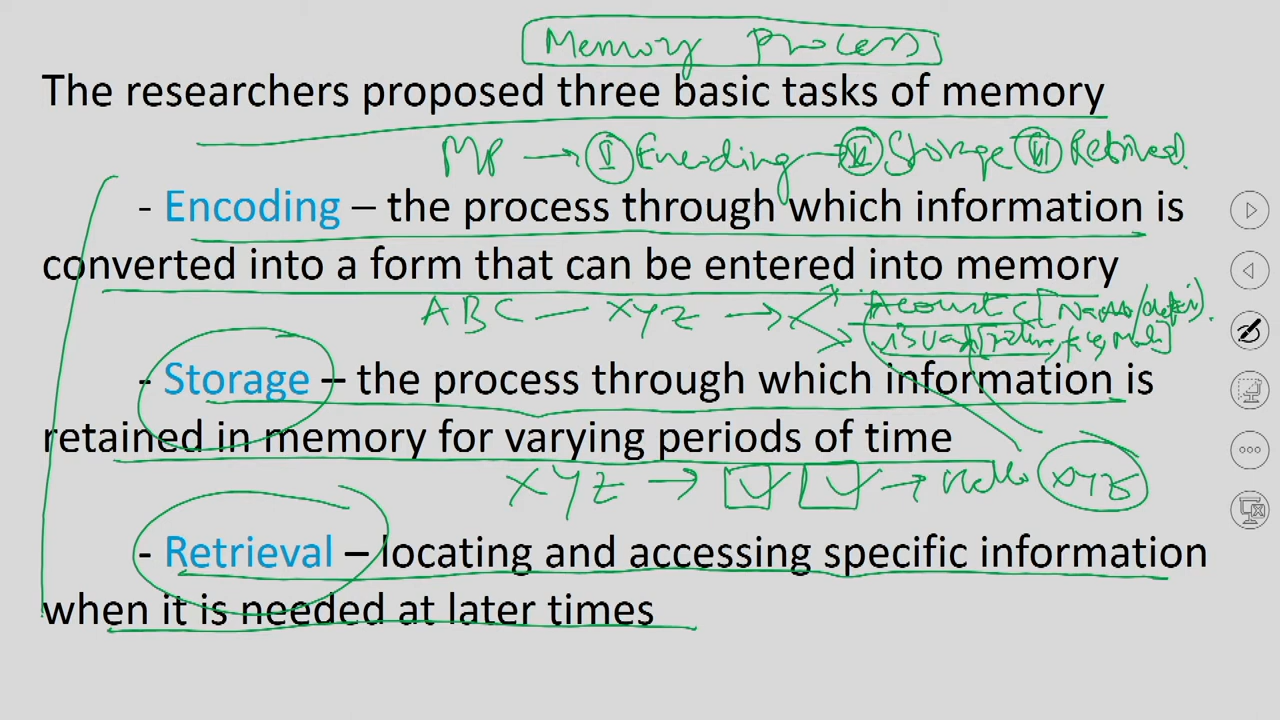 Memory Process
The researchers proposed three basic tasks of memory
MP → I Encoding → II Storage III Retrieval.
- Encoding – the process through which information is
converted into a form that can be entered into memory
ABC – XYZ →
- Storage – the process through which information is
retained in memory for varying periods of time
XYZ → → Hello XYZ
- Retrieval – locating and accessing specific information
when it is needed at later times